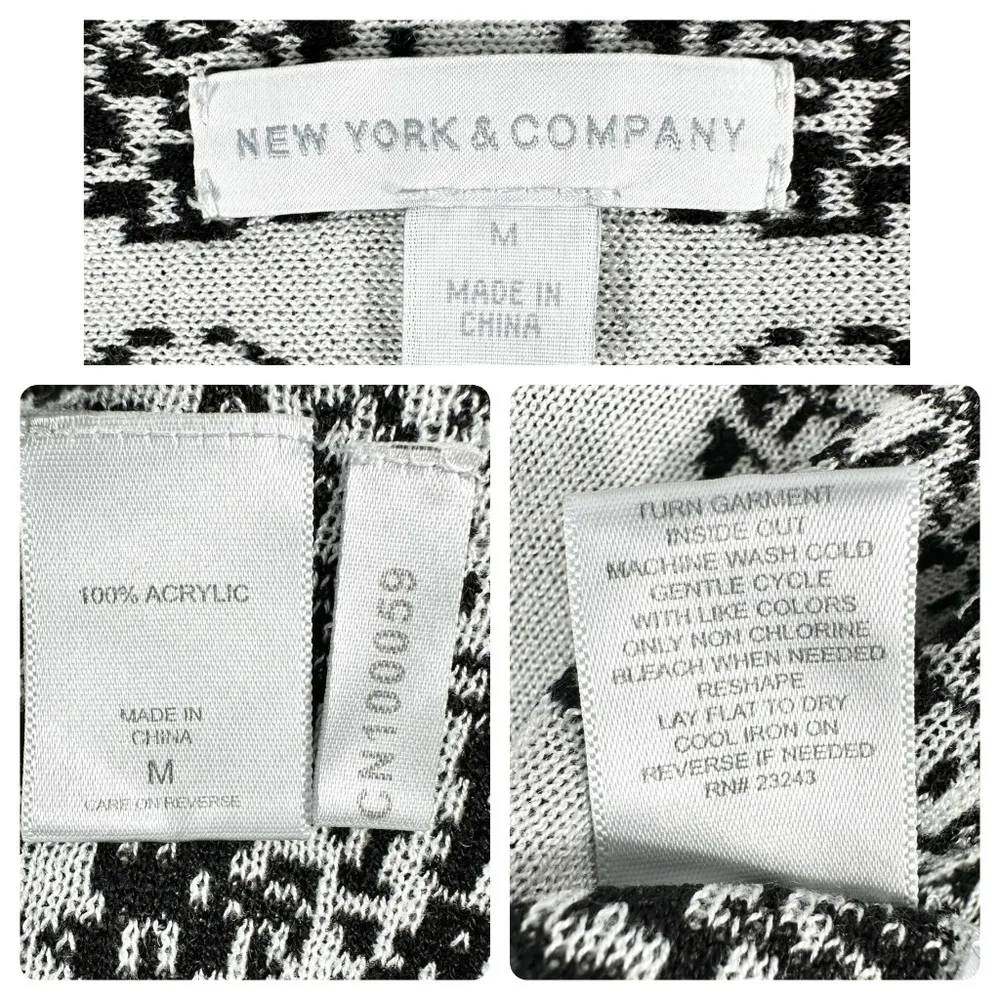 NEW YORK & COMPANY
M
MADE IN
CHINA
100% ACRYLIC
MADE IN
CHINA
M
CARE ON REVERSE
CN100059
TURN GARMENT
INSIDE OUT
MACHINE WASH COLD
GENTLE CYCLE
WITH LIKE COLORS
ONLY NON CHLORINE
BLEACH WHEN NEEDED
RESHAPE
LAY FLAT TO DRY
COOL IRON ON
REVERSE IF NEEDED
RN# 23243